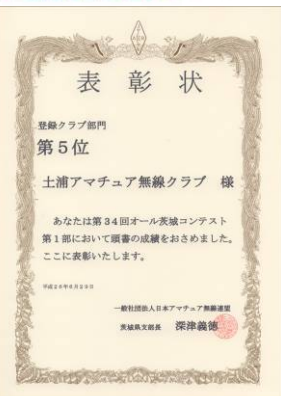 表彰状
登録クラブ部門
第5位
土浦アマチュア無線クラブ 様
あなたは第34回オール茨城コンテスト
第1部において頭書の成績をおさめました。
ここに表彰いたします。
一般社団法人日本アマチュア無線連盟
茨城県支部長 深津義徳